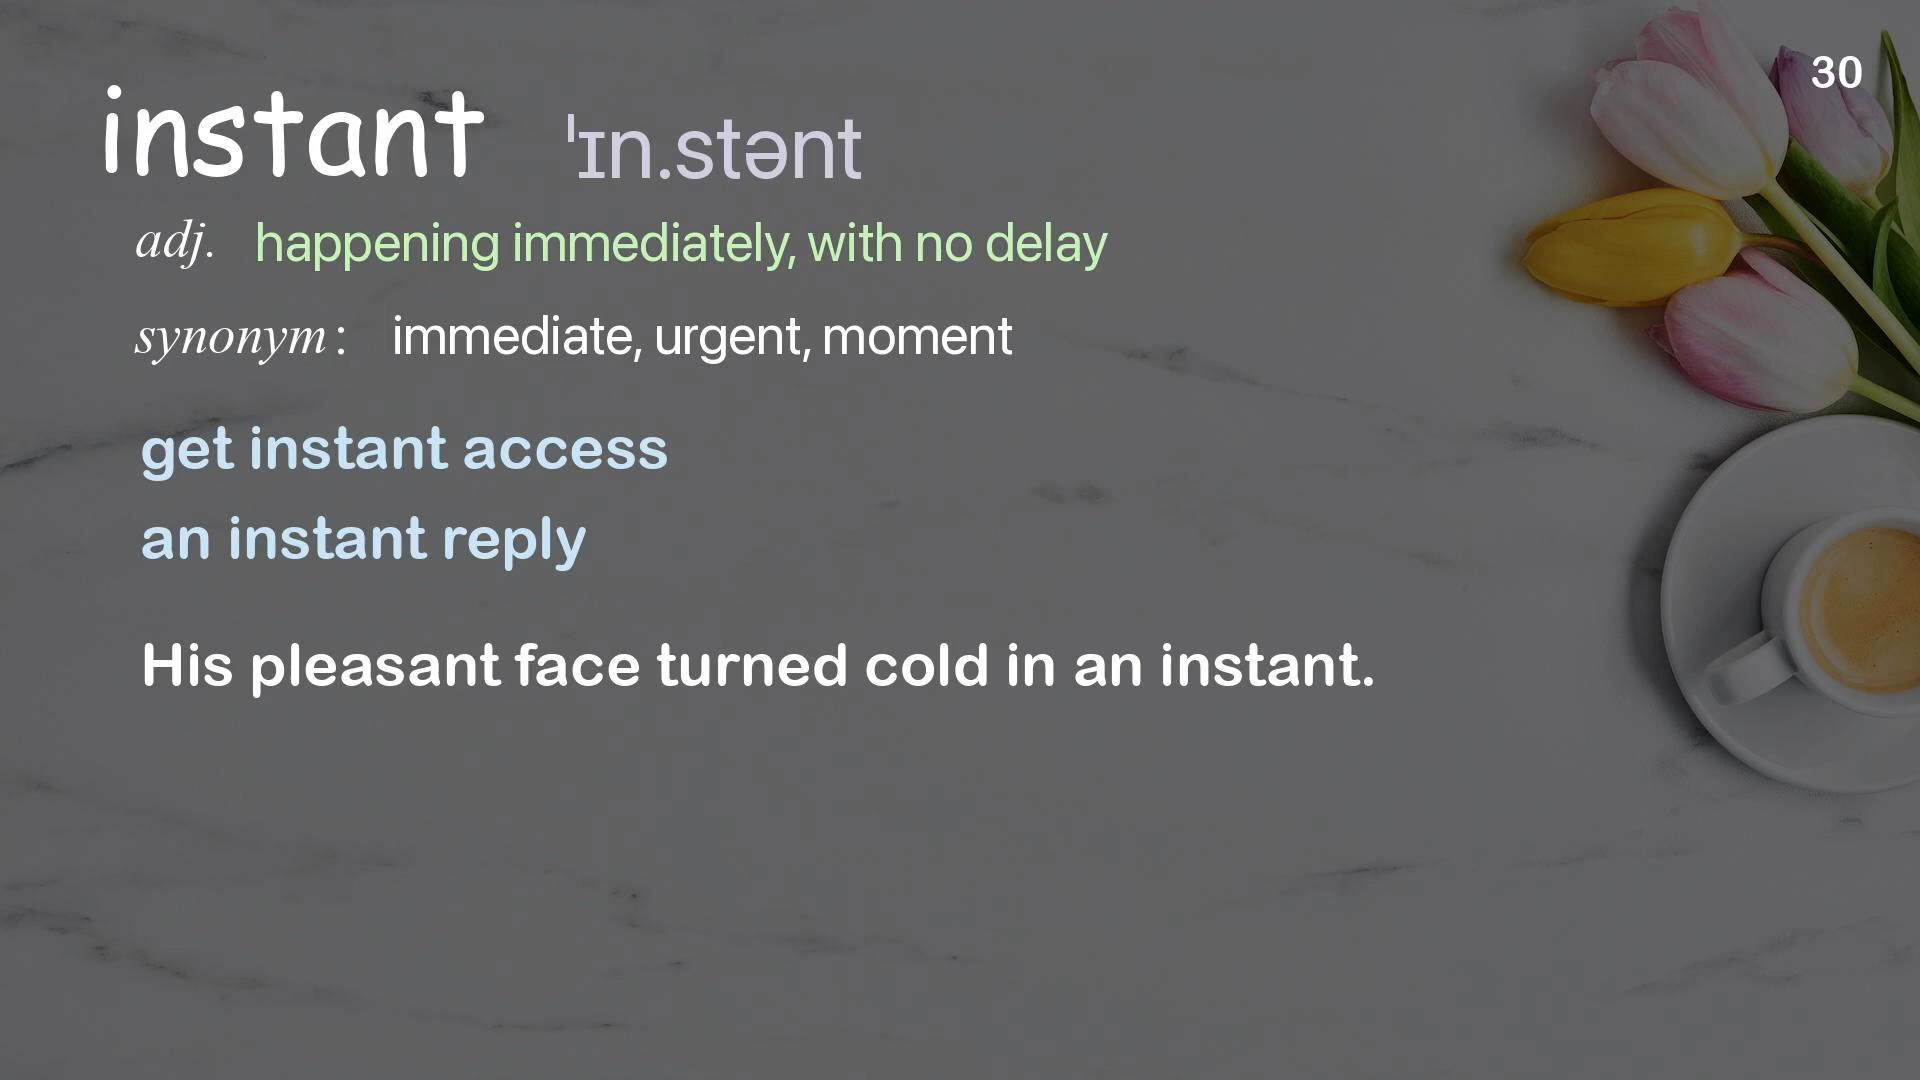 30
instant ˈɪn.stənt
adj. happening immediately, with no delay
synonym: immediate, urgent, moment
get instant access
an instant reply
His pleasant face turned cold in an instant.